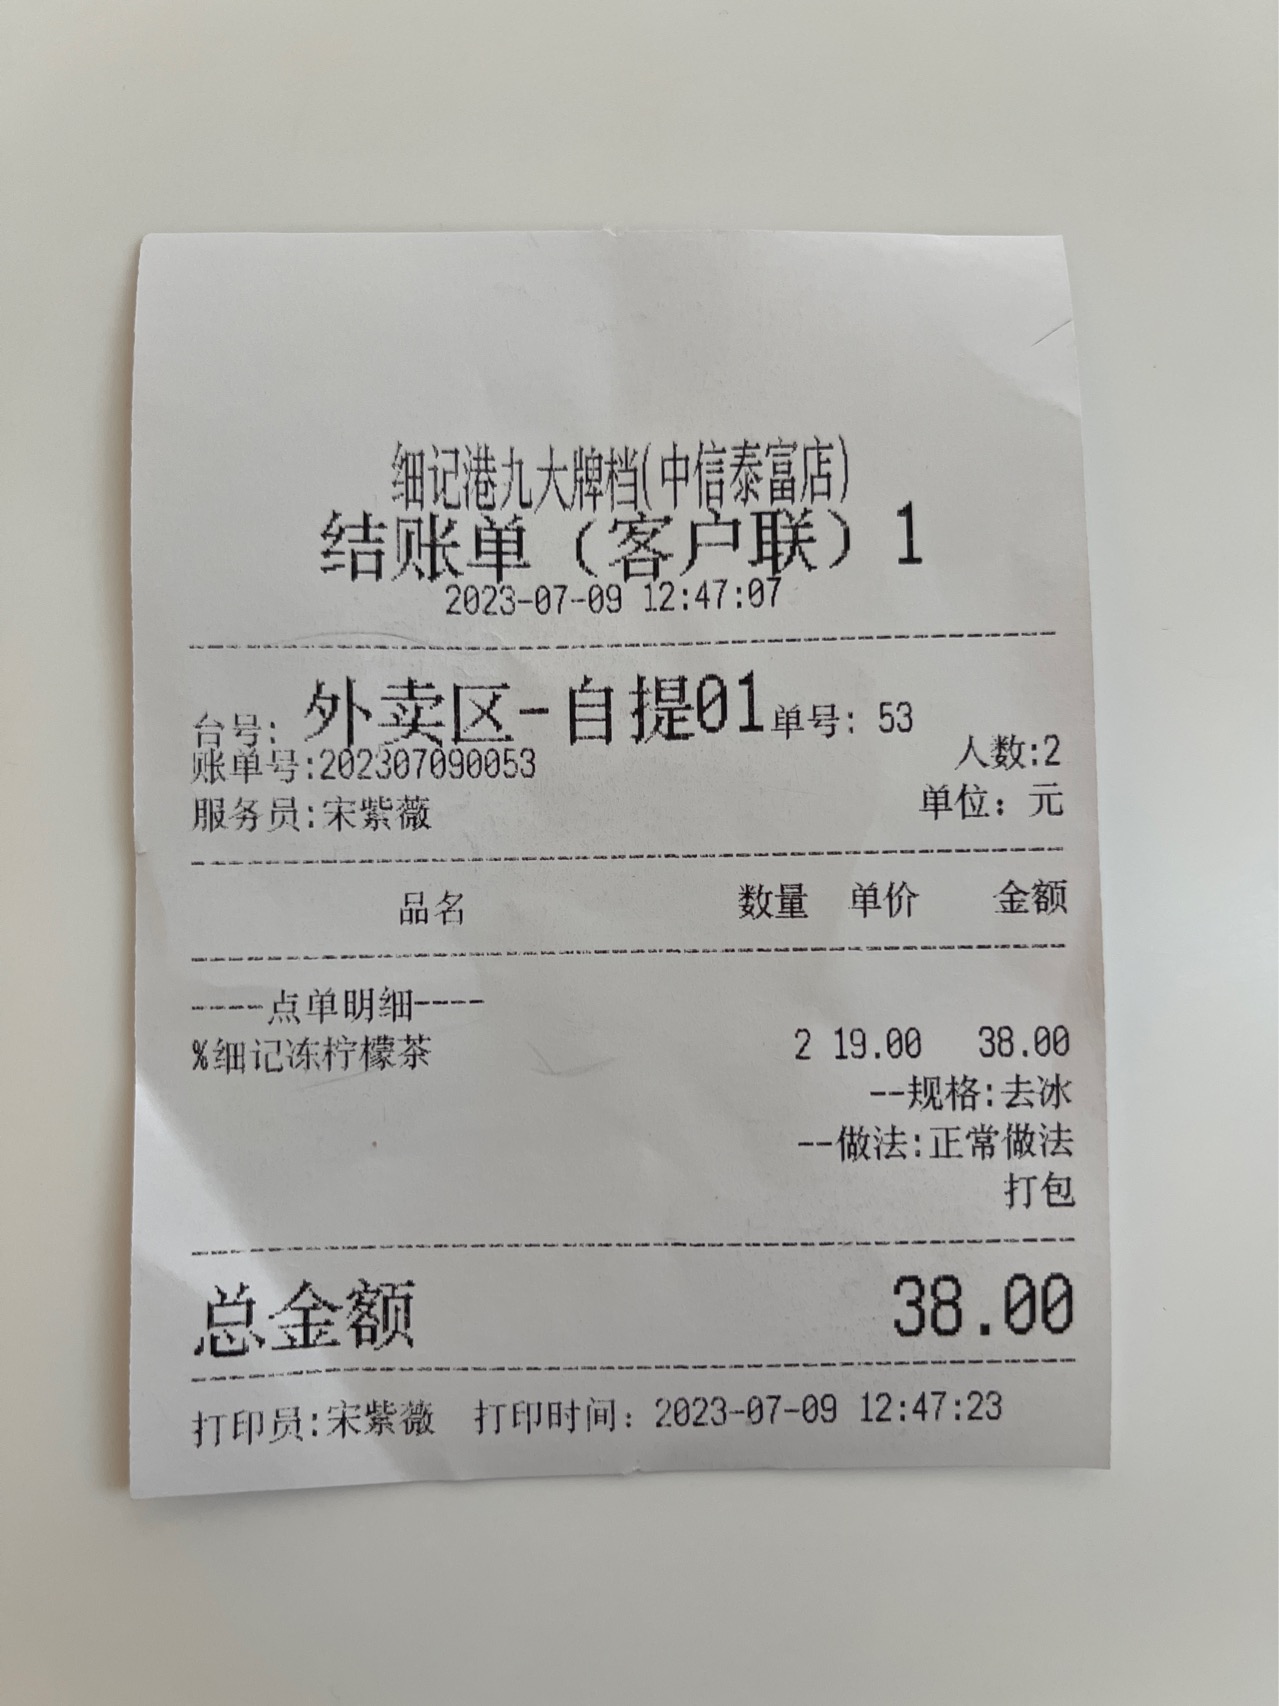 细记港九大牌档(中信泰富店)
结账单（客户联）1
2023-07-09 12:47:07
台号: 外卖区-自提01 单号: 53
账单号:202307090053 人数:2
服务员:宋紫薇 单位：元
品名 数量 单价 金额
----点单明细----
%细记冻柠檬茶 2 19.00 38.00
--规格:去冰
--做法:正常做法
打包
总金额 38.00
打印员:宋紫薇 打印时间：2023-07-09 12:47:23